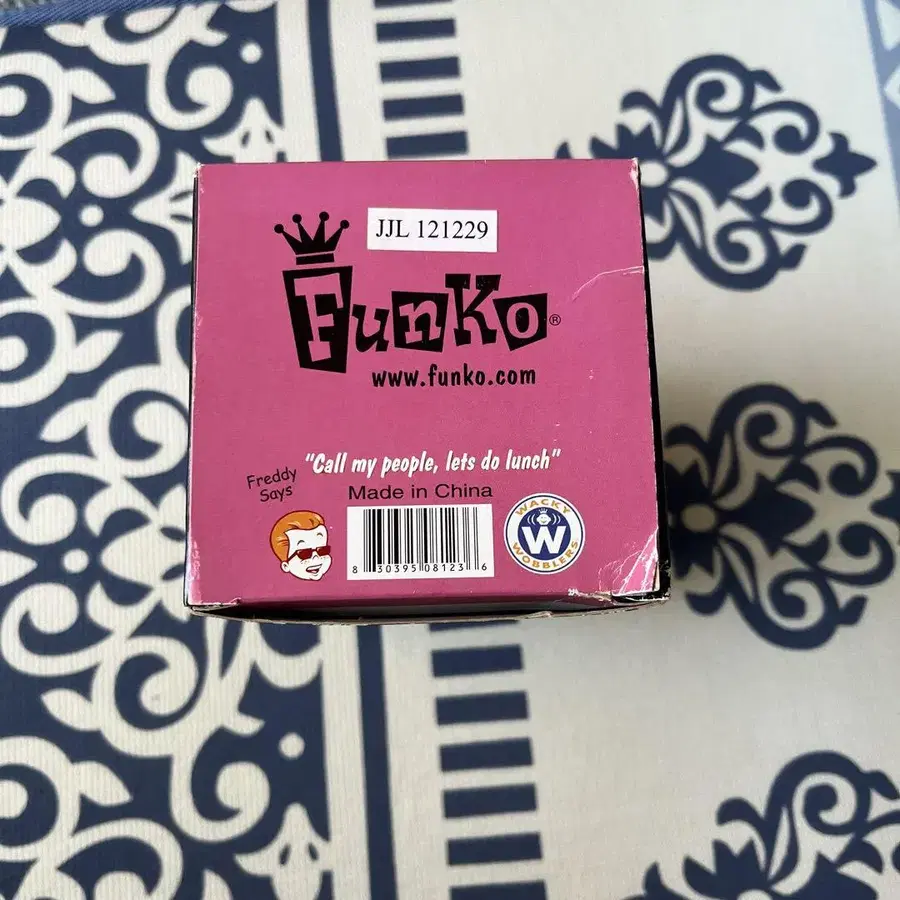 JJL 121229
Funko®
www.funko.com
"Call my people, lets do lunch"
Freddy
Says
Made in China
8 30395 08123 6
WACKY
W
WOBBLERS